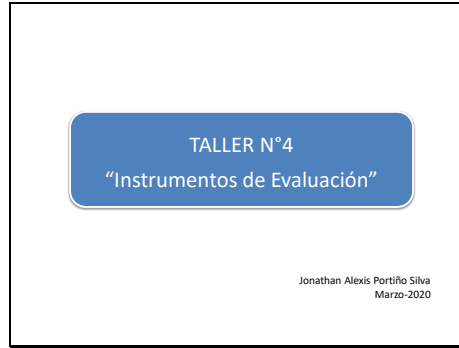 TALLER N°4
“Instrumentos de Evaluación”
Jonathan Alexis Portiño Silva
Marzo-2020